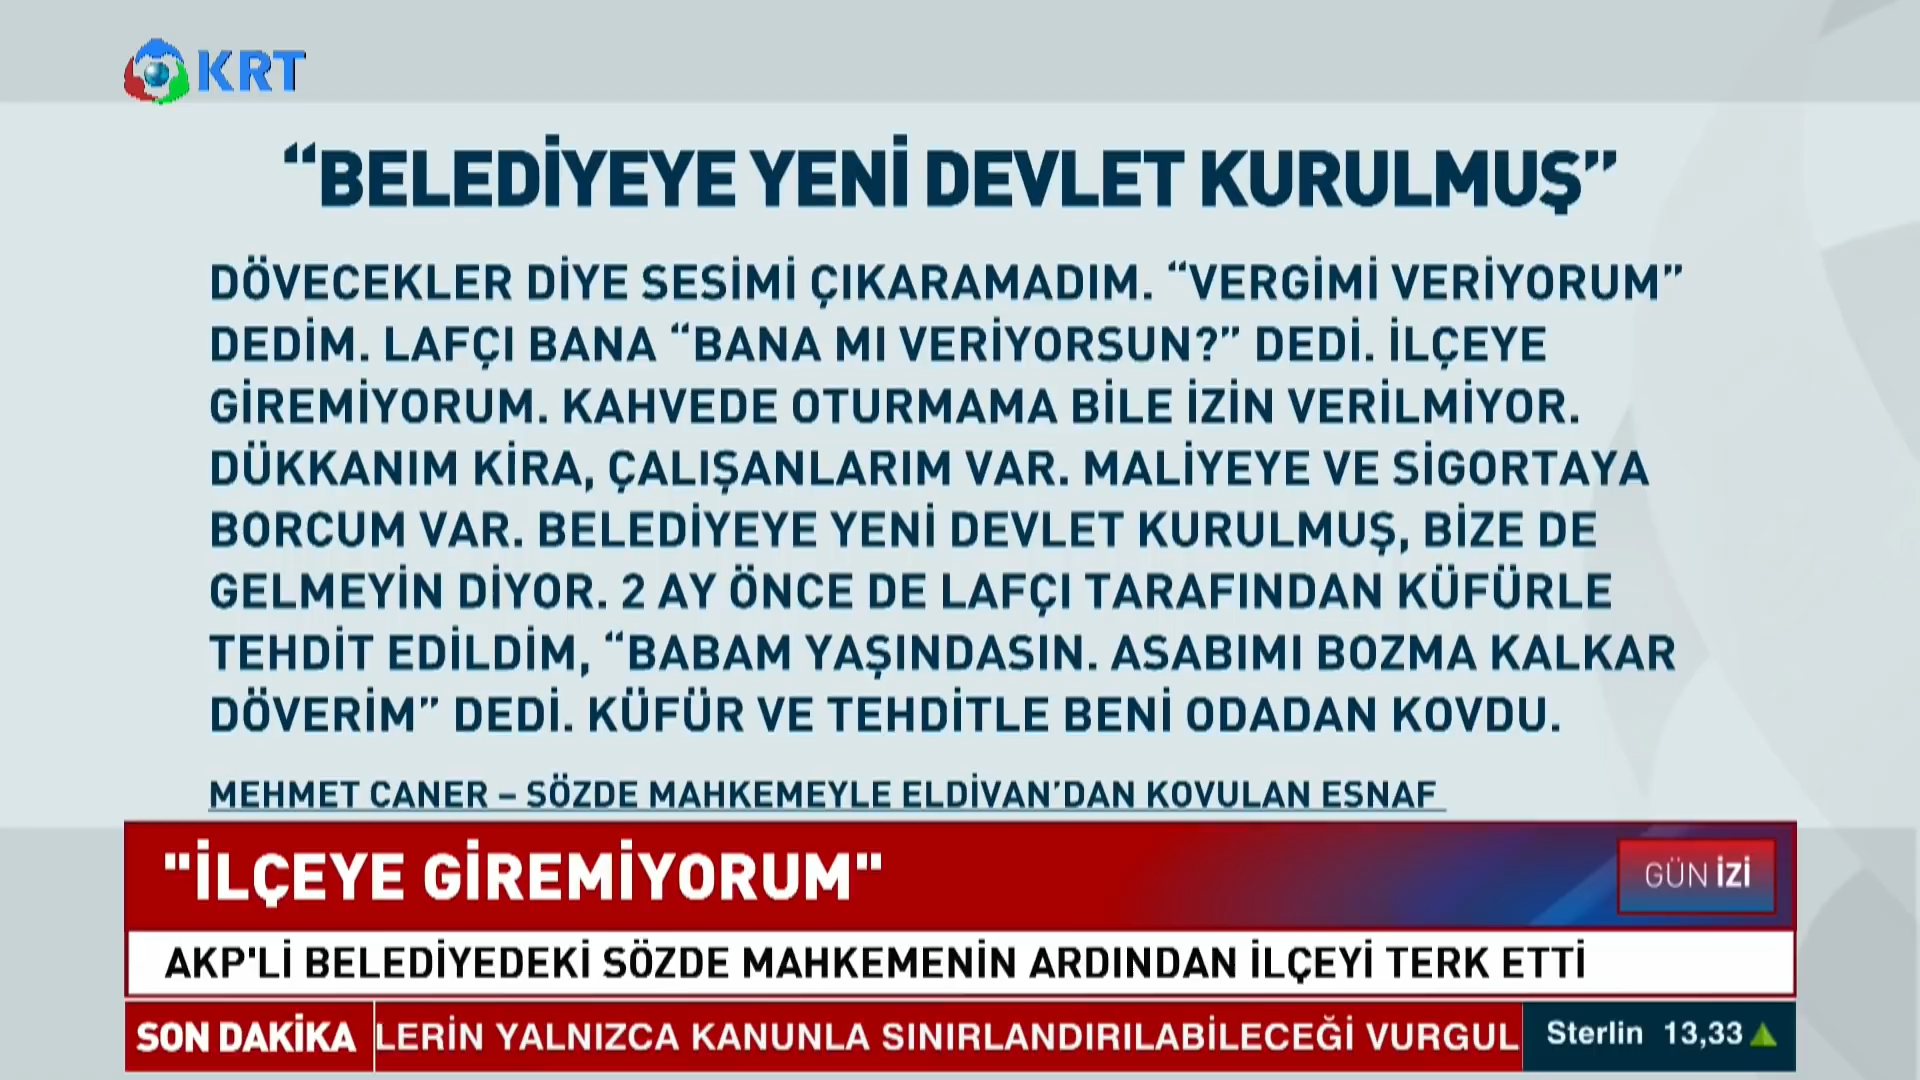 KRT
“BELEDİYEYE YENİ DEVLET KURULMUŞ”
DÖVECEKLER DİYE SESİMİ ÇIKARAMADIM. “VERGİMİ VERİYORUM”
DEDİM. LAFÇI BANA “BANA MI VERİYORSUN?” DEDİ. İLÇEYE
GİREMİYORUM. KAHVEDE OTURMAMA BİLE İZİN VERİLMİYOR.
DÜKKANIM KİRA, ÇALIŞANLARIM VAR. MALİYEYE VE SİGORTAYA
BORCUM VAR. BELEDİYEYE YENİ DEVLET KURULMUŞ, BİZE DE
GELMEYİN DİYOR. 2 AY ÖNCE DE LAFÇI TARAFINDAN KÜFÜRLE
TEHDİT EDİLDİM, “BABAM YAŞINDASIN. ASABIMI BOZMA KALKAR
DÖVERİM” DEDİ. KÜFÜR VE TEHDİTLE BENİ ODADAN KOVDU.
MEHMET CANER – SÖZDE MAHKEMEYLE ELDİVAN’DAN KOVULAN ESNAF
"İLÇEYE GİREMİYORUM"
GÜN İZİ
AKP'Lİ BELEDİYEDEKİ SÖZDE MAHKEMENİN ARDINDAN İLÇEYİ TERK ETTİ
SON DAKİKA LERİN YALNIZCA KANUNLA SINIRLANDIRILABİLECEĞİ VURGUL Sterlin 13,33